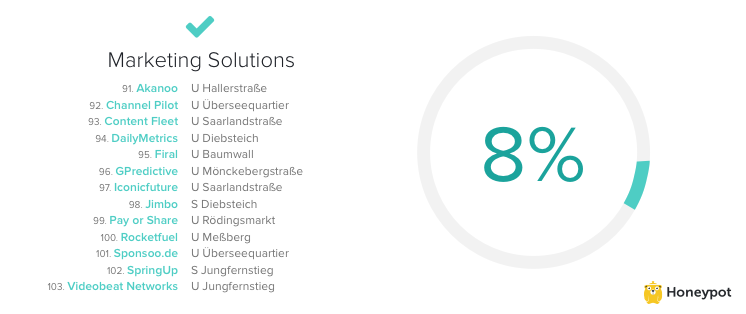 Marketing Solutions
91. Akanoo U Hallerstraße
92. Channel Pilot U Überseequartier
93. Content Fleet U Saarlandstraße
94. DailyMetrics U Diebsteich
95. Firal U Baumwall
96. GPredictive U Mönckebergstraße
97. Iconicfuture U Saarlandstraße
98. Jimbo S Diebsteich
99. Pay or Share U Rödingsmarkt
100. Rocketfuel U Meßberg
101. Sponsoo.de U Überseequartier
102. SpringUp S Jungfernstieg
103. Videobeat Networks U Jungfernstieg
8%
Honeypot